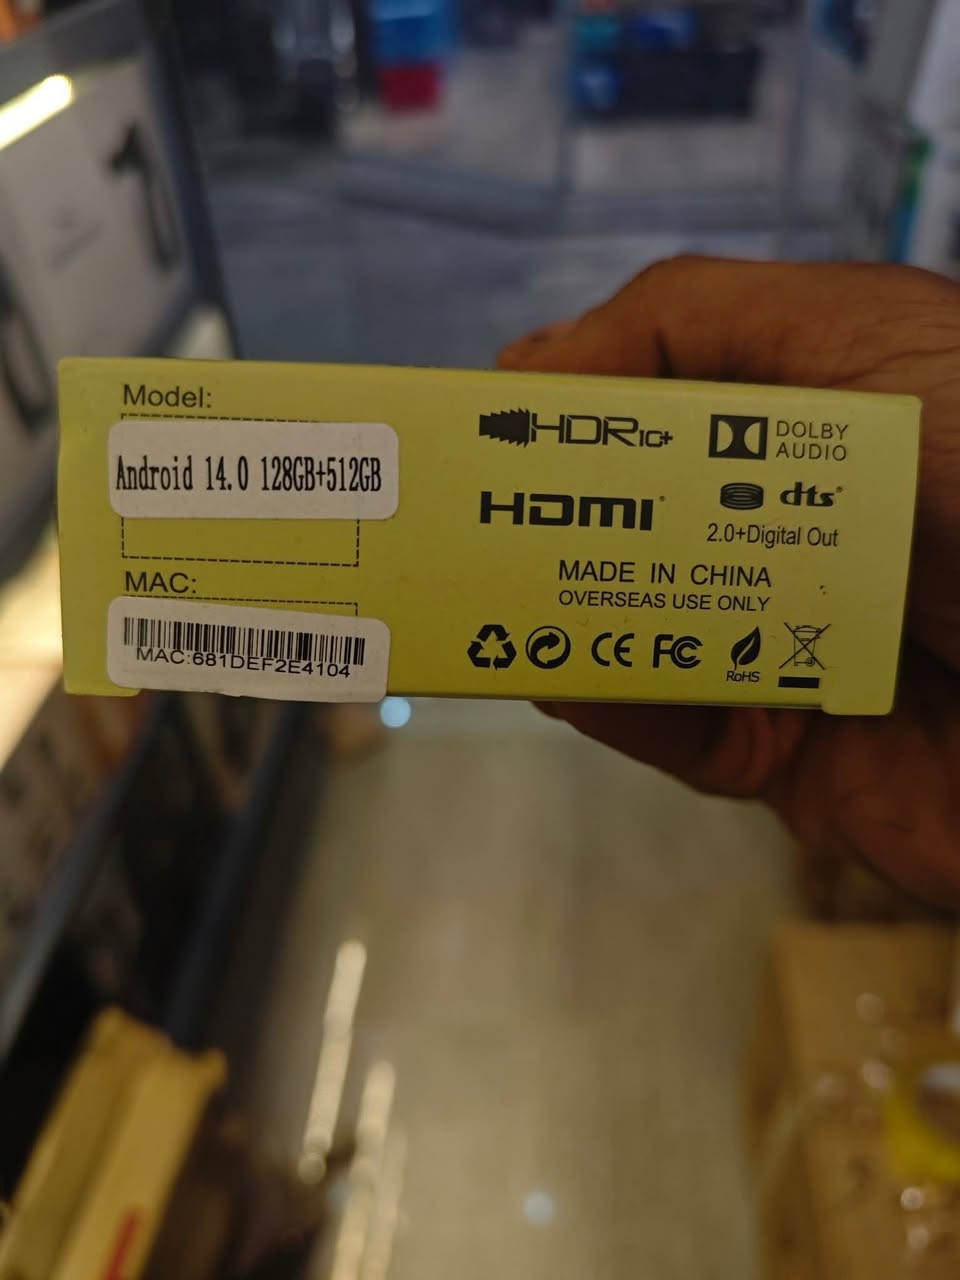 Model:
Android 14.0 128GB+512GB
MAC:
MAC:681DEF2E4104
HDR10+
DOLBY
AUDIO
HDMI
dts
2.0+Digital Out
MADE IN CHINA
OVERSEAS USE ONLY
CE
FC
RoHS